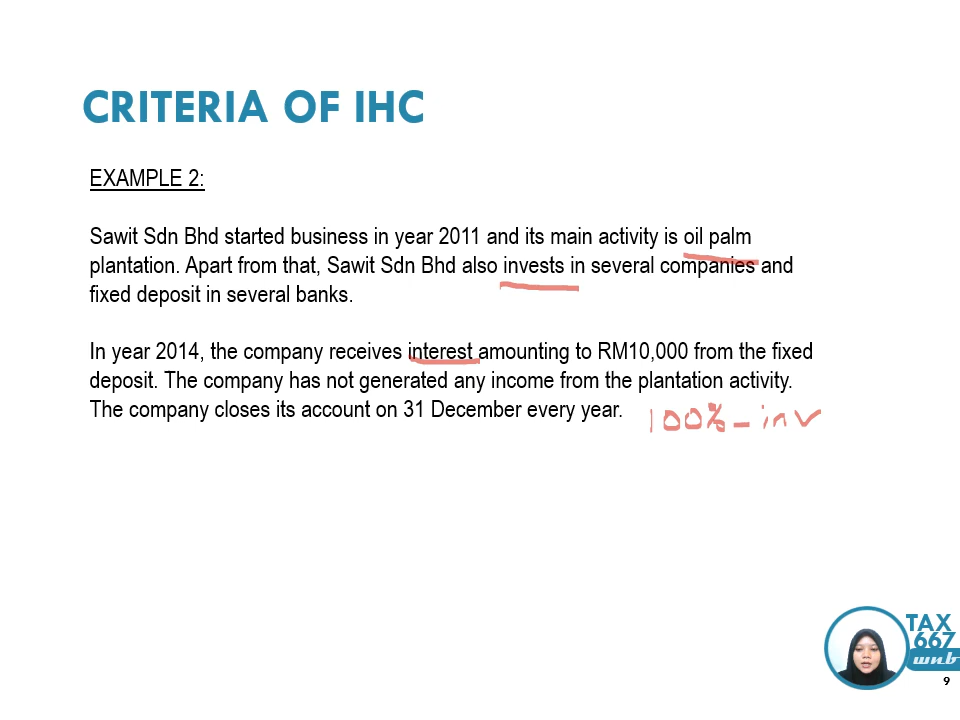 CRITERIA OF IHC
EXAMPLE 2:
Sawit Sdn Bhd started business in year 2011 and its main activity is oil palm
plantation. Apart from that, Sawit Sdn Bhd also invests in several companies and
fixed deposit in several banks.
In year 2014, the company receives interest amounting to RM10,000 from the fixed
deposit. The company has not generated any income from the plantation activity.
The company closes its account on 31 December every year.
100% - inv
TAX
667
wnb
9